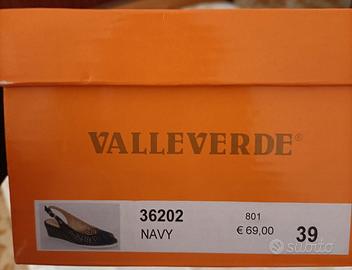 VALLEVERDE®
36202 801
NAVY € 69,00 39
subito